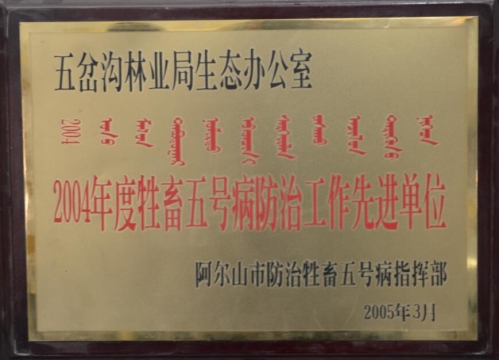 五岔沟林业局生态办公室
2004
2004年度牲畜五号病防治工作先进单位
阿尔山市防治牲畜五号病指挥部
2005年3月